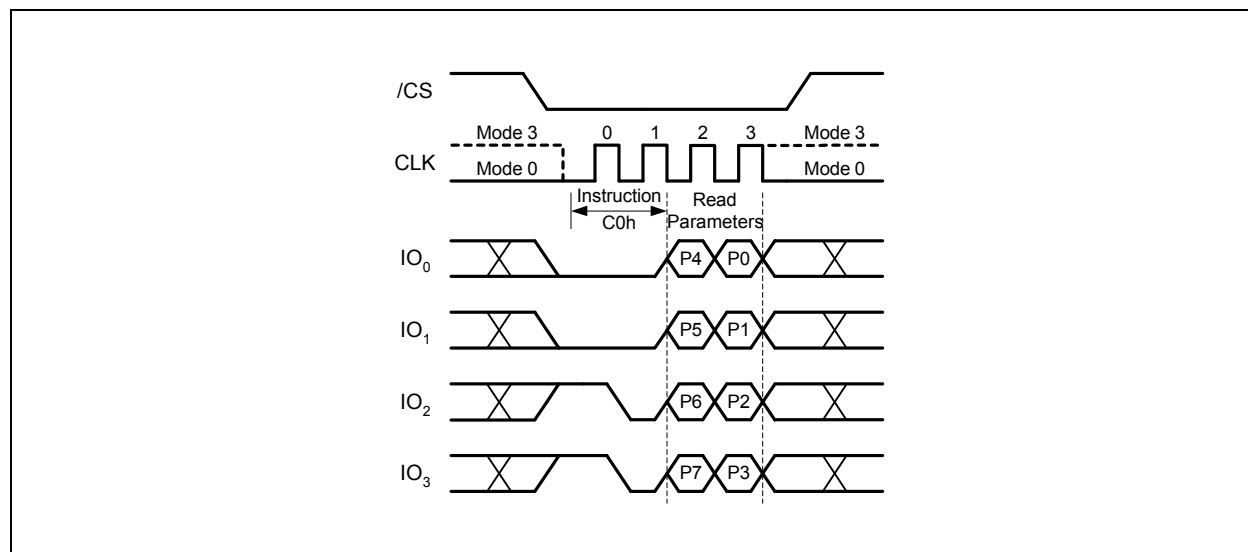 /CS
Mode 3 0 1 2 3 Mode 3
CLK Mode 0 Mode 0
Instruction Read
C0h Parameters
IO0 P4 P0
IO1 P5 P1
IO2 P6 P2
IO3 P7 P3